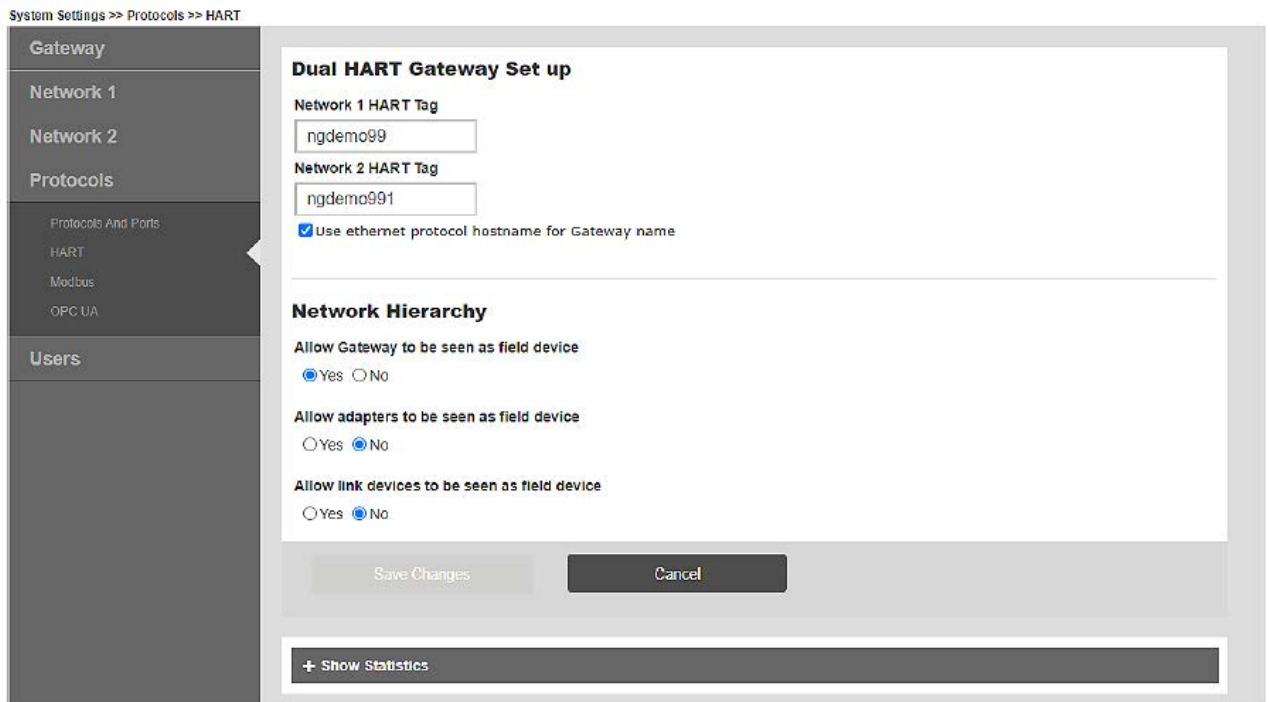 System Settings >> Protocols >> HART
Gateway
Network 1
Network 2
Protocols
Protocols And Ports
HART
Modbus
OPC UA
Users
Dual HART Gateway Set up
Network 1 HART Tag
ngdemo99
Network 2 HART Tag
ngdemo991
Use ethernet protocol hostname for Gateway name
Network Hierarchy
Allow Gateway to be seen as field device
Yes No
Allow adapters to be seen as field device
Yes No
Allow link devices to be seen as field device
Yes No
Save Changes Cancel
+ Show Statistics